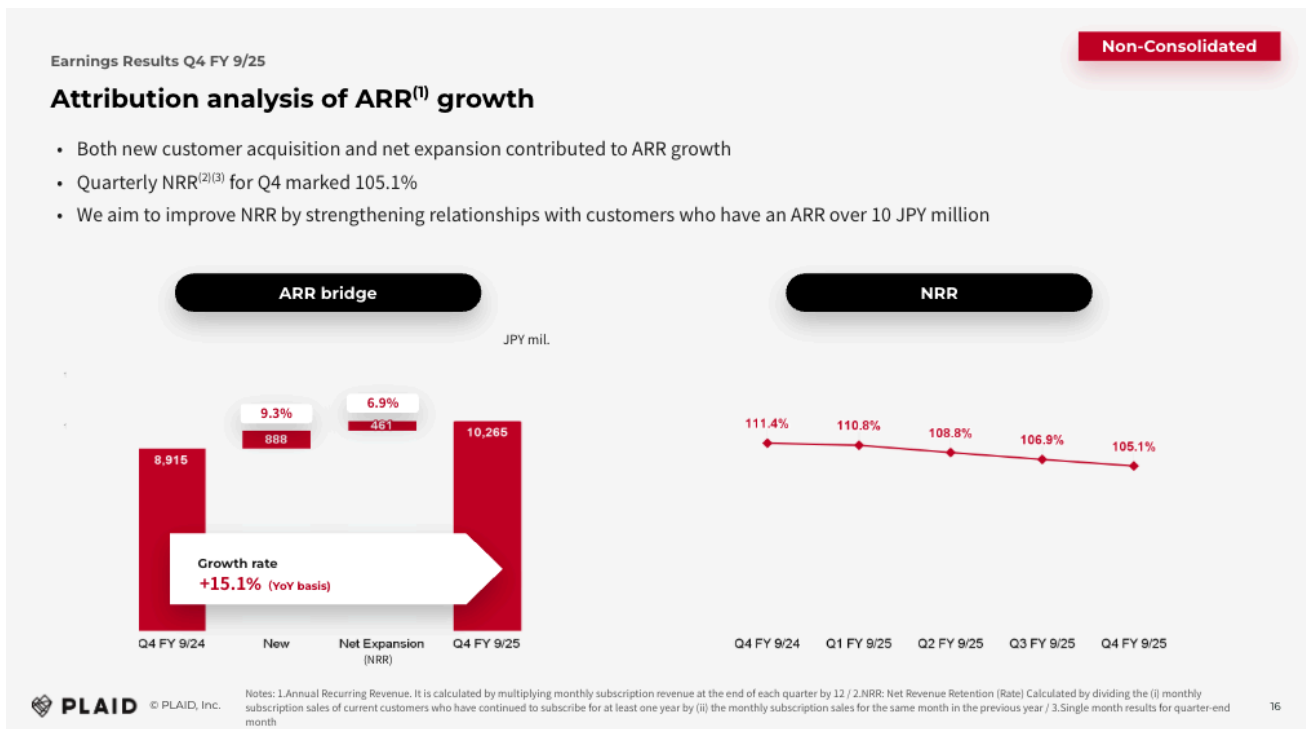 Non-Consolidated
Earnings Results Q4 FY 9/25
Attribution analysis of ARR(1) growth
• Both new customer acquisition and net expansion contributed to ARR growth
• Quarterly NRR(2)(3) for Q4 marked 105.1%
• We aim to improve NRR by strengthening relationships with customers who have an ARR over 10 JPY million
ARR bridge
JPY mil.
8,915
9.3%
888
6.9%
461
10,265
Growth rate
+15.1% (YoY basis)
Q4 FY 9/24 New Net Expansion Q4 FY 9/25
(NRR)
NRR
111.4% 110.8% 108.8% 106.9% 105.1%
Q4 FY 9/24 Q1 FY 9/25 Q2 FY 9/25 Q3 FY 9/25 Q4 FY 9/25
PLAID © PLAID, Inc.
Notes: 1.Annual Recurring Revenue. It is calculated by multiplying monthly subscription revenue at the end of each quarter by 12 / 2.NRR: Net Revenue Retention (Rate) Calculated by dividing the (i) monthly
subscription sales of current customers who have continued to subscribe for at least one year by (ii) the monthly subscription sales for the same month in the previous year / 3.Single month results for quarter-end
month
16